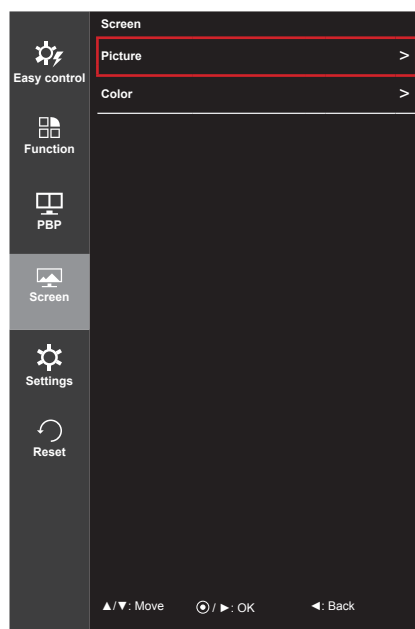 Screen
Picture >
Color >
Easy control
Function
PBP
Screen
Settings
Reset
▲/▼: Move ⦿ / ►: OK ◄: Back